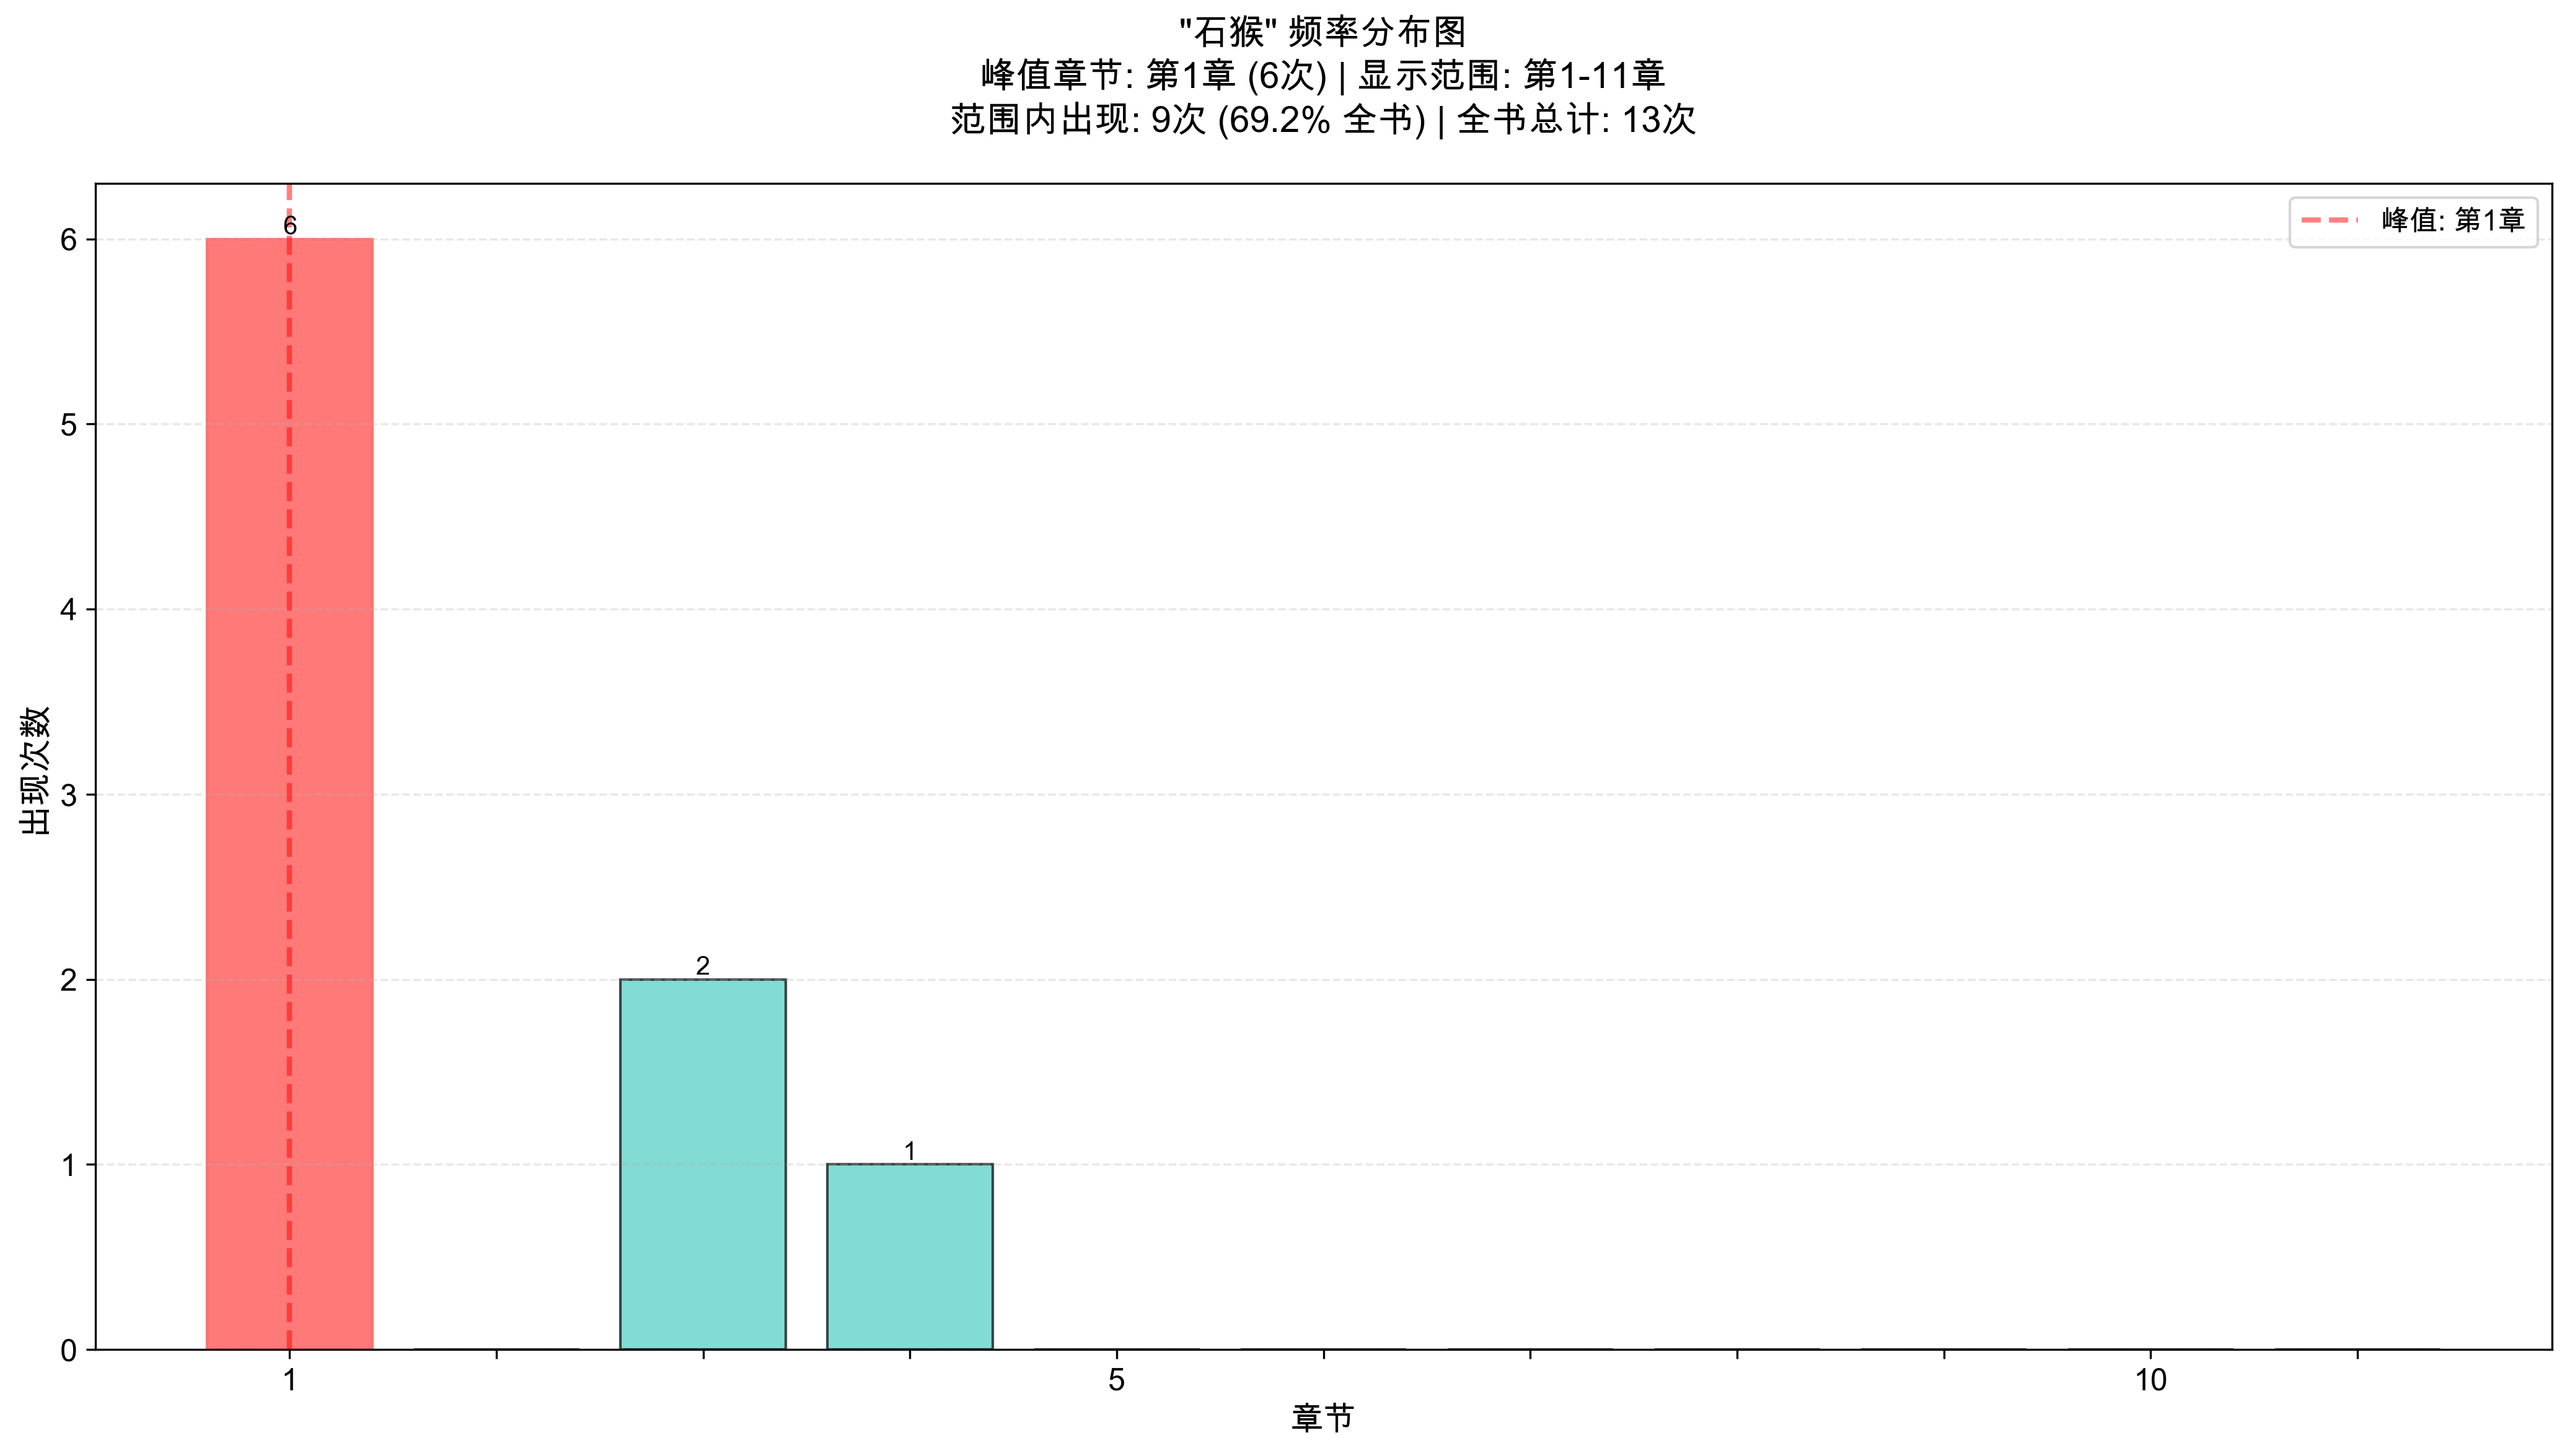 "石猴" 频率分布图
峰值章节: 第1章 (6次) | 显示范围: 第1-11章
范围内出现: 9次 (69.2% 全书) | 全书总计: 13次
峰值: 第1章
出现次数
6
5
4
3
2
1
0
6
2
1
1
5
10
章节